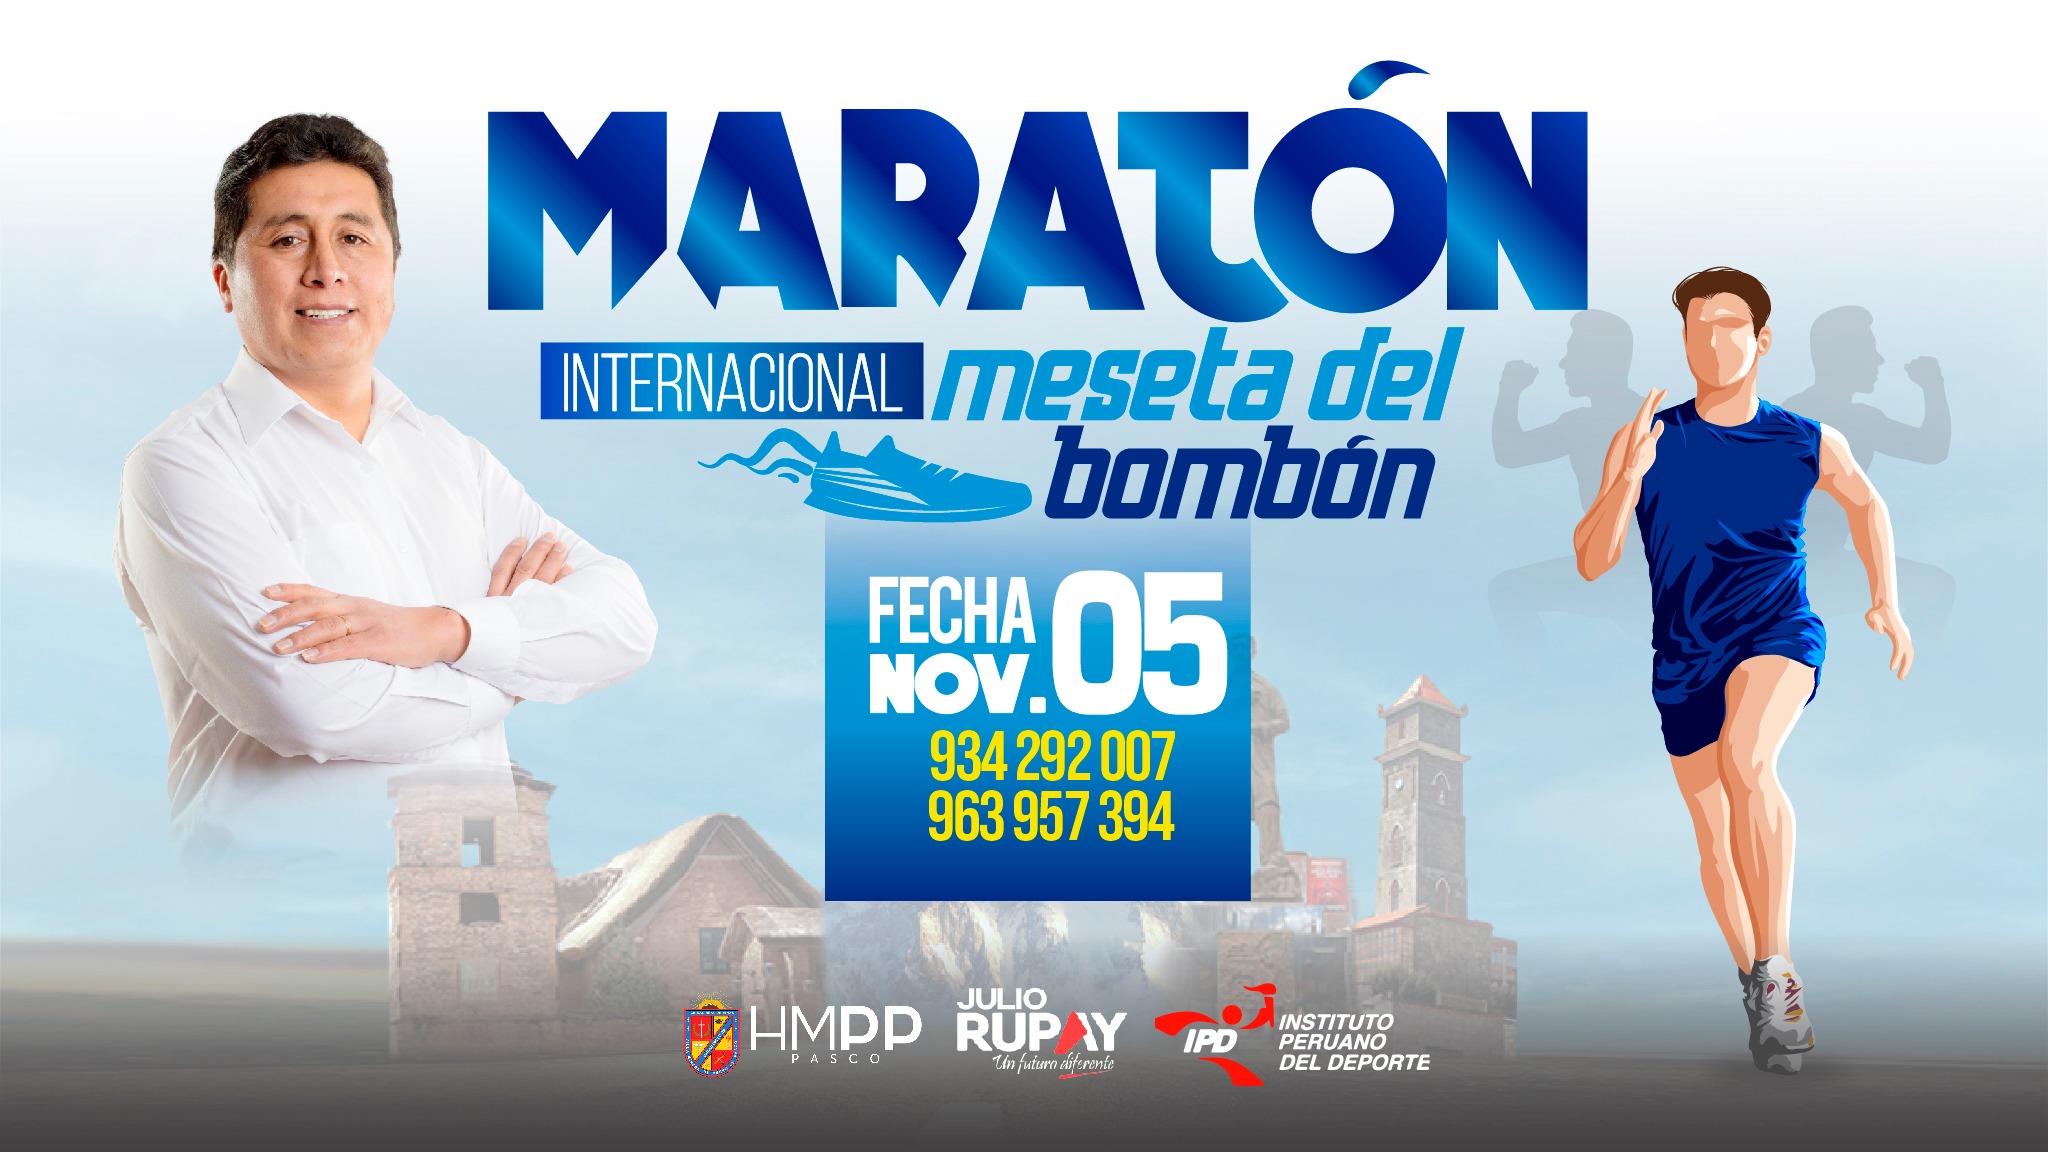 MARATÓN
INTERNACIONAL meseta del
bombón
FECHA
NOV. 05
934 292 007
963 957 394
HMPP
PASCO
JULIO
RUPAY
Un futuro diferente
IPD
INSTITUTO
PERUANO
DEL DEPORTE